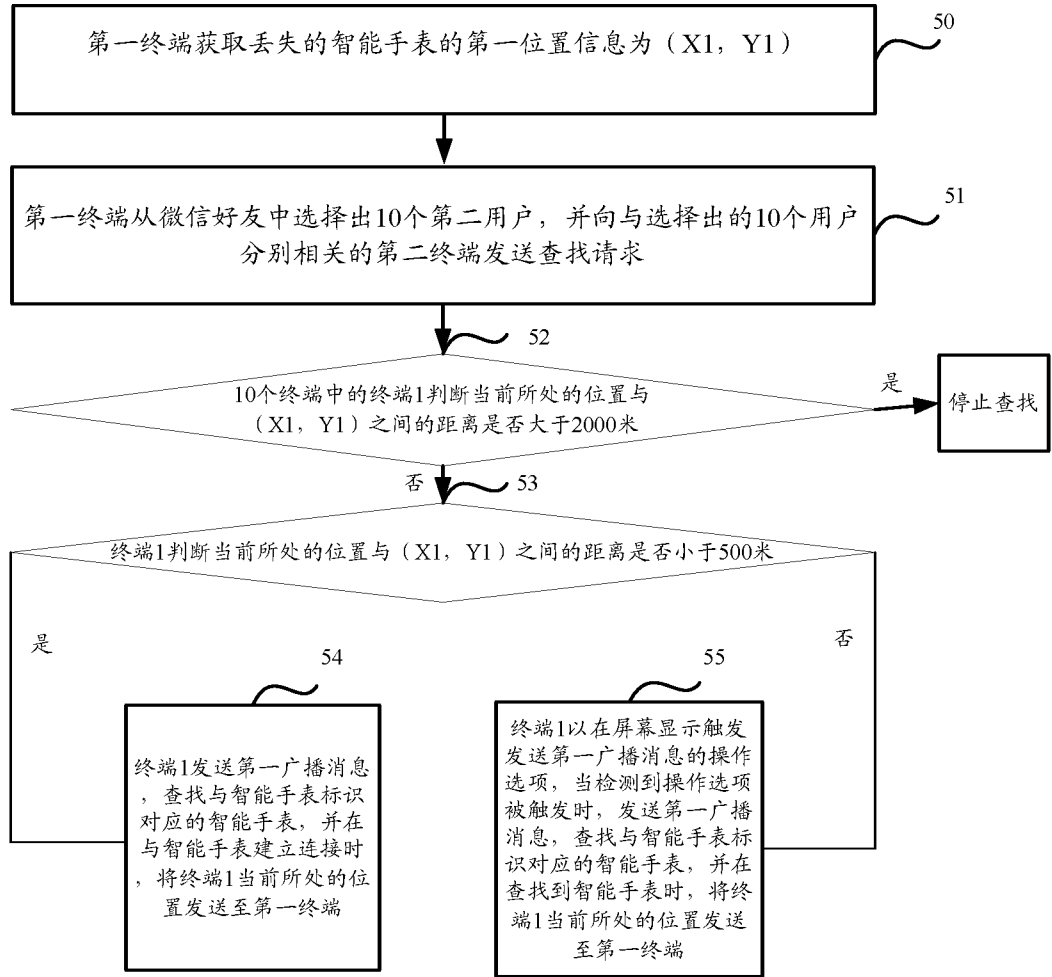 第一终端获取丢失的智能手表的第一位置信息为（X1，Y1）
50
第一终端从微信好友中选择出10个第二用户，并向与选择出的10个用户
分别相关的第二终端发送查找请求
51
52
10个终端中的终端1判断当前所处的位置与
（X1，Y1）之间的距离是否大于2000米
是
停止查找
否
53
终端1判断当前所处的位置与（X1，Y1）之间的距离是否小于500米
是
否
54
终端1发送第一广播消息
，查找与智能手表标识
对应的智能手表，并在
与智能手表建立连接时
，将终端1当前所处的位
置发送至第一终端
55
终端1以在屏幕显示触发
发送第一广播消息的操作
选项，当检测到操作选项
被触发时，发送第一广播
消息，查找与智能手表标
识对应的智能手表，并在
查找到智能手表时，将终
端1当前所处的位置发送
至第一终端